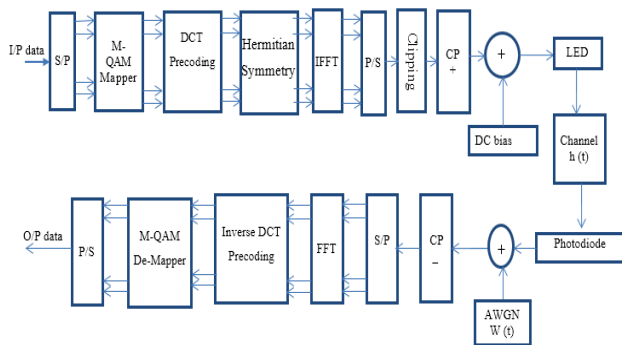 I/P data
S/P
M-
QAM
Mapper
DCT
Precoding
Hermitian
Symmetry
IFFT
P/S
Clipping
CP
+
+
LED
DC bias
Channel
h (t)
Photodiode
+
AWGN
W (t)
CP
–
S/P
FFT
Inverse DCT
Precoding
M-QAM
De-Mapper
P/S
O/P data